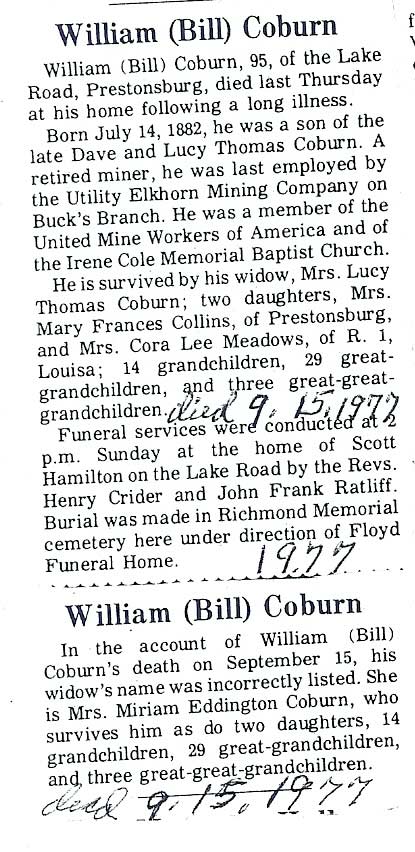 William (Bill) Coburn
William (Bill) Coburn, 95, of the Lake
Road, Prestonsburg, died last Thursday
at his home following a long illness.
Born July 14, 1882, he was a son of the
late Dave and Lucy Thomas Coburn. A
retired miner, he was last employed by
the Utility Elkhorn Mining Company on
Buck's Branch. He was a member of the
United Mine Workers of America and of
the Irene Cole Memorial Baptist Church.
He is survived by his widow, Mrs. Lucy
Thomas Coburn; two daughters, Mrs.
Mary Frances Collins, of Prestonsburg,
and Mrs. Cora Lee Meadows, of R. 1,
Louisa; 14 grandchildren, 29 great-
grandchildren, and three great-great-
grandchildren. died 9.15.1977
Funeral services were conducted at 2
p.m. Sunday at the home of Scott
Hamilton on the Lake Road by the Revs.
Henry Crider and John Frank Ratliff.
Burial was made in Richmond Memorial
cemetery here under direction of Floyd
Funeral Home. 1977
William (Bill) Coburn
In the account of William (Bill)
Coburn's death on September 15, his
widow's name was incorrectly listed. She
is Mrs. Miriam Eddington Coburn, who
survives him as do two daughters, 14
grandchildren, 29 great-grandchildren,
and three great-great-grandchildren.
died 9.15.1977